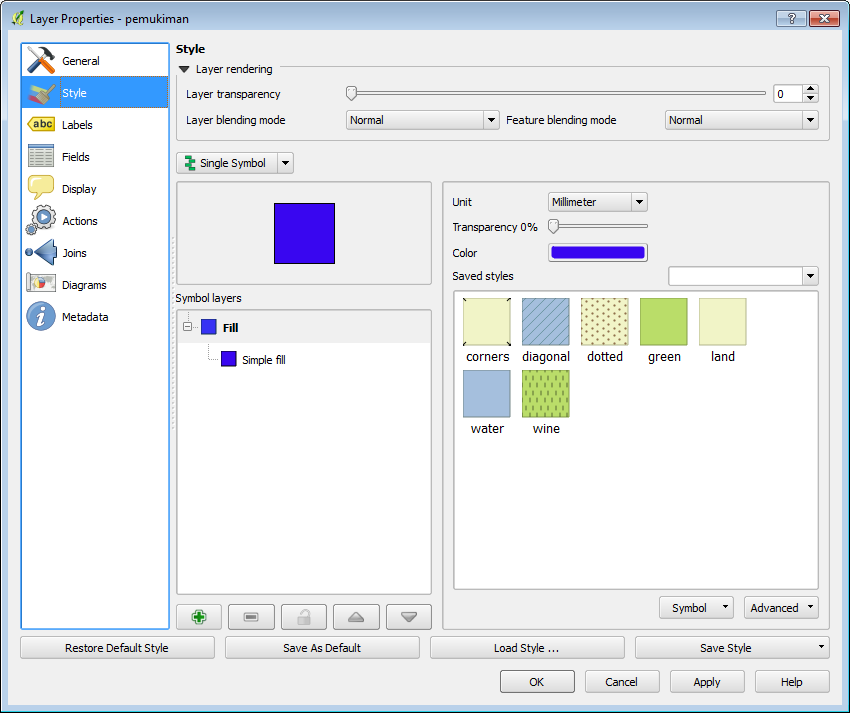 Layer Properties - pemukiman
General
Style
Labels
abc
Fields
Display
Actions
Joins
Diagrams
Metadata
Style
Layer rendering
Layer transparency 0
Layer blending mode Normal Feature blending mode Normal
Single Symbol
Symbol layers
Fill
Simple fill
Unit Millimeter
Transparency 0%
Color
Saved styles
corners diagonal dotted green land
water wine
Symbol Advanced
Restore Default Style Save As Default Load Style ... Save Style
OK Cancel Apply Help